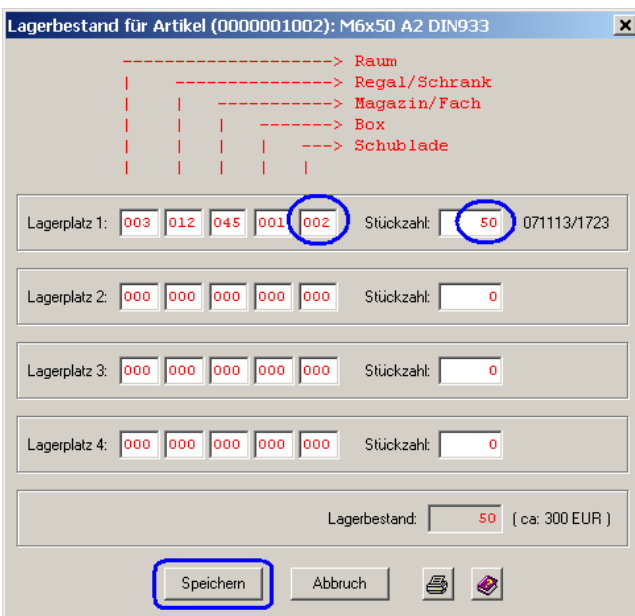 Lagerbestand für Artikel (0000001002): M6x50 A2 DIN933
--------------------> Raum
| ---------------> Regal/Schrank
| | -----------> Magazin/Fach
| | | -------> Box
| | | | ---> Schublade
| | | | |
Lagerplatz 1: 003 012 045 001 002 Stückzahl: 50 071113/1723
Lagerplatz 2: 000 000 000 000 000 Stückzahl: 0
Lagerplatz 3: 000 000 000 000 000 Stückzahl: 0
Lagerplatz 4: 000 000 000 000 000 Stückzahl: 0
Lagerbestand: 50 ( ca: 300 EUR )
Speichern Abbruch